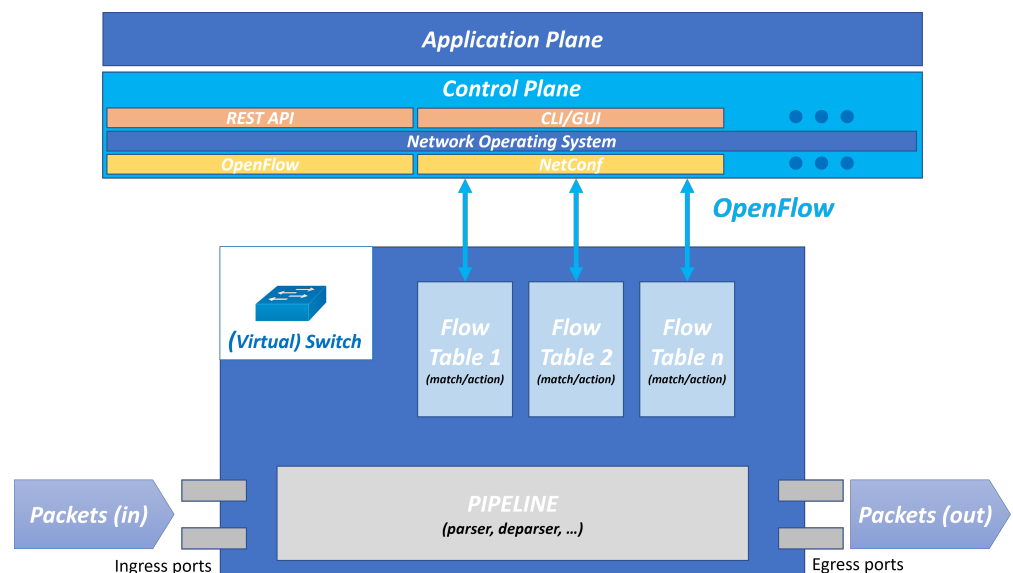 Application Plane
Control Plane
REST API
CLI/GUI
Network Operating System
OpenFlow
NetConf
OpenFlow
(Virtual) Switch
Flow
Table 1
(match/action)
Flow
Table 2
(match/action)
Flow
Table n
(match/action)
Packets (in)
PIPELINE
(parser, deparser, ...)
Packets (out)
Ingress ports
Egress ports